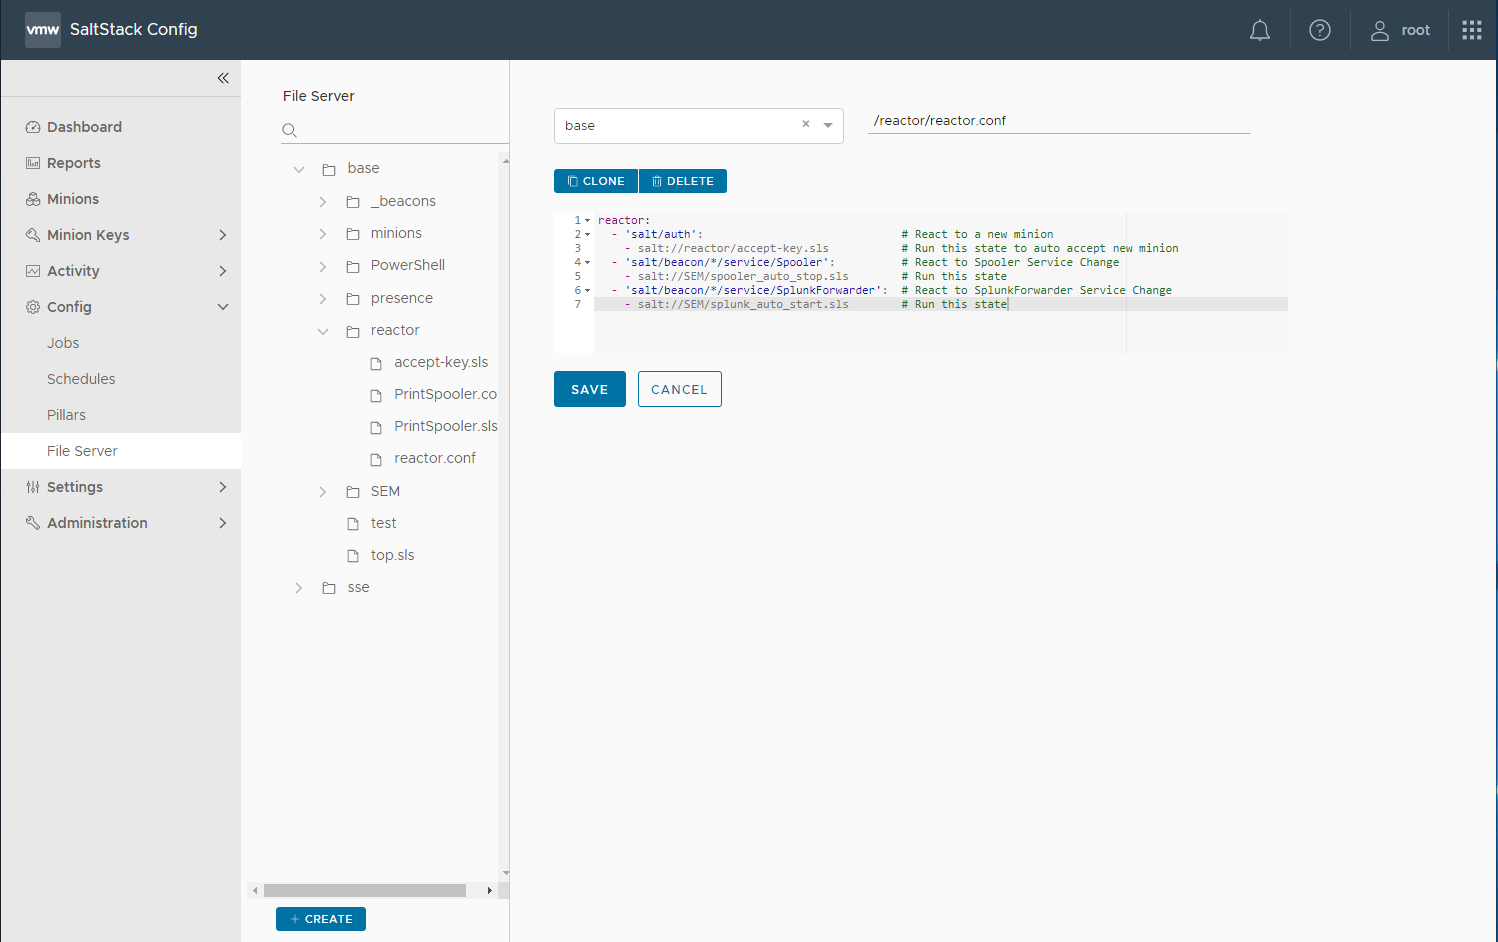 vmw SaltStack Config
root
Dashboard
Reports
Minions
Minion Keys
Activity
Config
Jobs
Schedules
Pillars
File Server
Settings
Administration
File Server
base
_beacons
minions
PowerShell
presence
reactor
accept-key.sls
PrintSpooler.co
PrintSpooler.sls
reactor.conf
SEM
test
top.sls
sse
+ CREATE
base
/reactor/reactor.conf
CLONE
DELETE
1 reactor:
2   - 'salt/auth':                              # React to a new minion
3     - salt://reactor/accept-key.sls           # Run this state to auto accept new minion
4   - 'salt/beacon/*/service/Spooler':          # React to Spooler Service Change
5     - salt://SEM/spooler_auto_stop.sls        # Run this state
6   - 'salt/beacon/*/service/SplunkForwarder':  # React to SplunkForwarder Service Change
7     - salt://SEM/splunk_auto_start.sls        # Run this state
SAVE
CANCEL